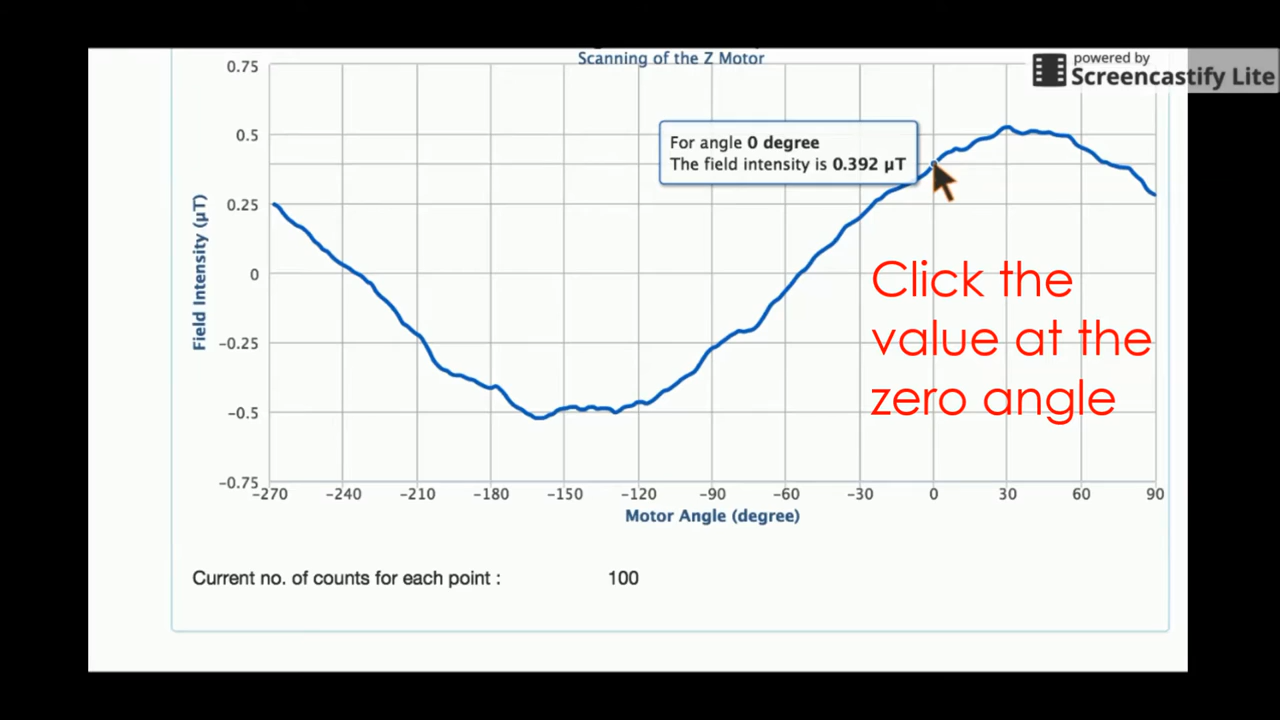 Scanning of the Z Motor
powered by
Screencastify Lite
0.75
0.5
0.25
0
−0.25
−0.5
−0.75
Field Intensity (µT)
For angle 0 degree
The field intensity is 0.392 µT
Click the
value at the
zero angle
−270 −240 −210 −180 −150 −120 −90 −60 −30 0 30 60 90
Motor Angle (degree)
Current no. of counts for each point : 100